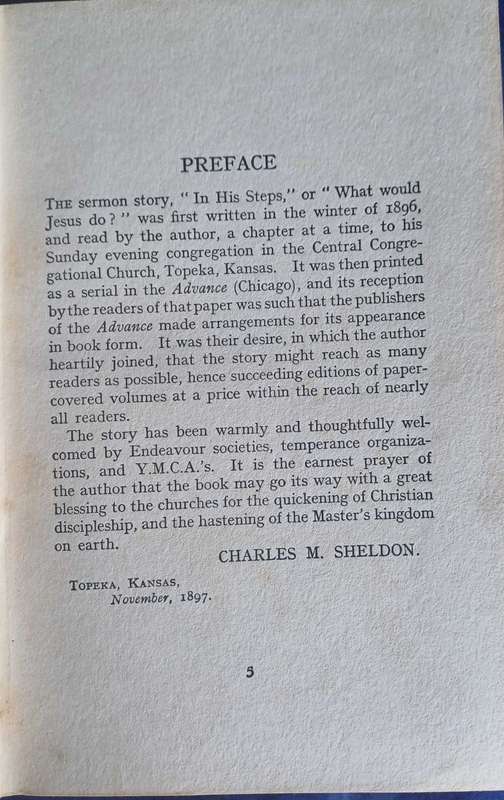 PREFACE
THE sermon story, “ In His Steps,” or “ What would
Jesus do ? ” was first written in the winter of 1896,
and read by the author, a chapter at a time, to his
Sunday evening congregation in the Central Congre-
gational Church, Topeka, Kansas. It was then printed
as a serial in the Advance (Chicago), and its reception
by the readers of that paper was such that the publishers
of the Advance made arrangements for its appearance
in book form. It was their desire, in which the author
heartily joined, that the story might reach as many
readers as possible, hence succeeding editions of paper-
covered volumes at a price within the reach of nearly
all readers.
The story has been warmly and thoughtfully wel-
comed by Endeavour societies, temperance organiza-
tions, and Y.M.C.A.’s. It is the earnest prayer of
the author that the book may go its way with a great
blessing to the churches for the quickening of Christian
discipleship, and the hastening of the Master’s kingdom
on earth.
CHARLES M. SHELDON.
TOPEKA, KANSAS,
November, 1897.
5